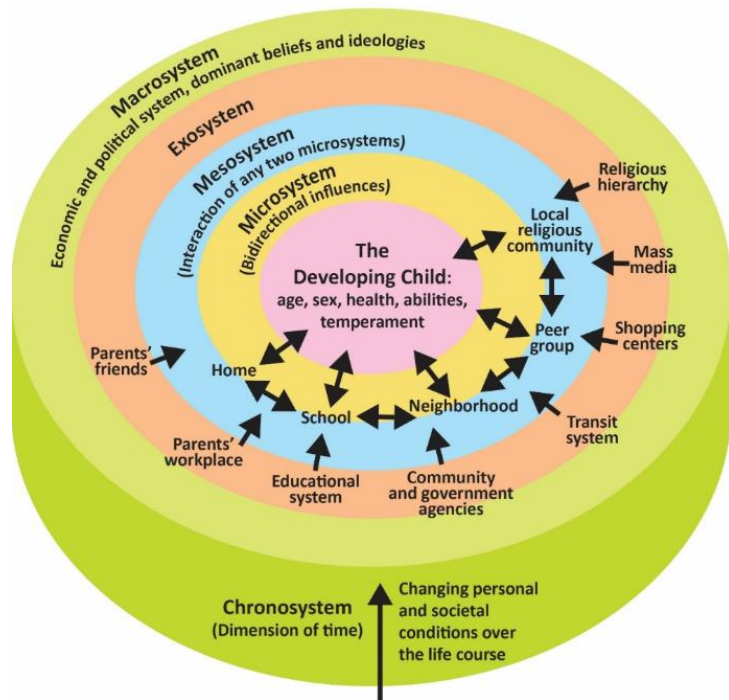 Macrosystem
Economic and political system, dominant beliefs and ideologies
Exosystem
Mesosystem
(Interaction of any two microsystems)
Microsystem
(Bidirectional influences)
The
Developing Child:
age, sex, health, abilities,
temperament
Religious
hierarchy
Local
religious
community
Mass
media
Peer
group
Shopping
centers
Parents’
friends
Home
School
Neighborhood
Transit
system
Parents’
workplace
Educational
system
Community
and government
agencies
Chronosystem
(Dimension of time)
Changing personal
and societal
conditions over
the life course